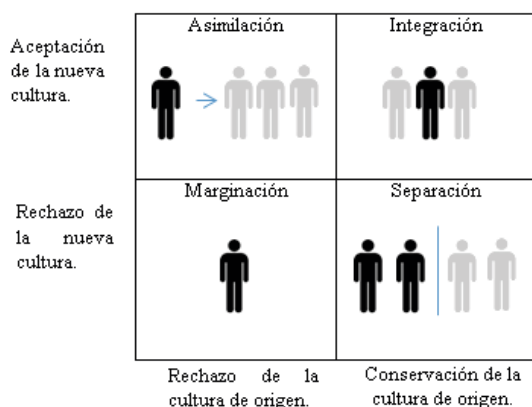 Asimilación
Integración
Aceptación
de la nueva
cultura.
Marginación
Separación
Rechazo de
la nueva
cultura.
Rechazo de la
cultura de origen.
Conservación de la
cultura de origen.